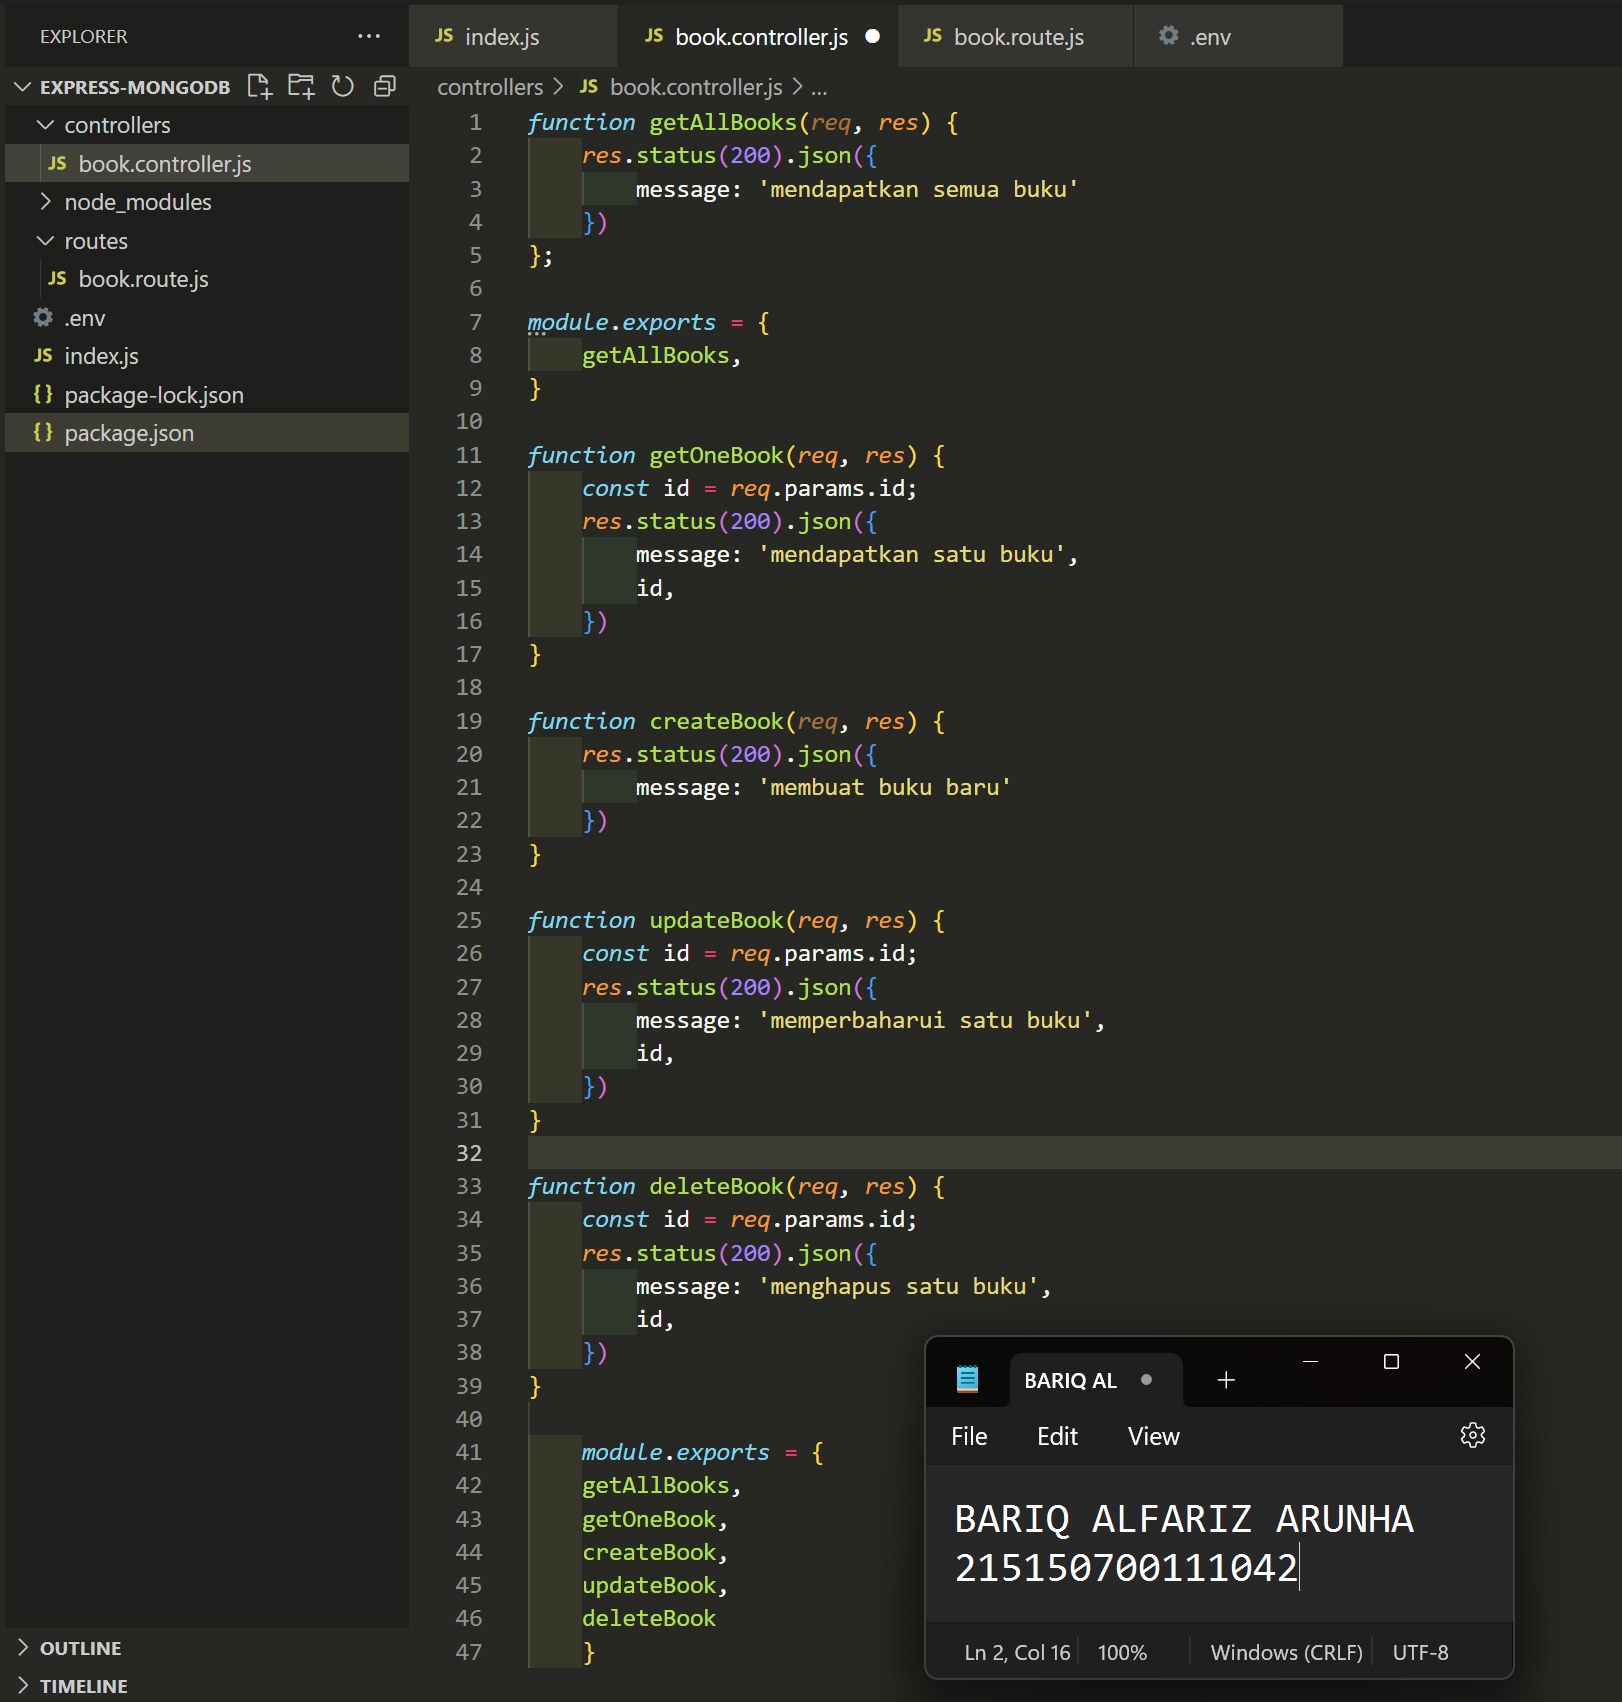 EXPLORER
EXPRESS-MONGODB
controllers
JS book.controller.js
node_modules
routes
JS book.route.js
.env
JS index.js
{} package-lock.json
{} package.json
OUTLINE
TIMELINE
JS index.js JS book.controller.js JS book.route.js .env
controllers > JS book.controller.js > ...
1 function getAllBooks(req, res) {
2 res.status(200).json({
3 message: 'mendapatkan semua buku'
4 })
5 };
6
7 module.exports = {
8 getAllBooks,
9 }
10
11 function getOneBook(req, res) {
12 const id = req.params.id;
13 res.status(200).json({
14 message: 'mendapatkan satu buku',
15 id,
16 })
17 }
18
19 function createBook(req, res) {
20 res.status(200).json({
21 message: 'membuat buku baru'
22 })
23 }
24
25 function updateBook(req, res) {
26 const id = req.params.id;
27 res.status(200).json({
28 message: 'memperbaharui satu buku',
29 id,
30 })
31 }
32
33 function deleteBook(req, res) {
34 const id = req.params.id;
35 res.status(200).json({
36 message: 'menghapus satu buku',
37 id,
38 })
39 }
40
41 module.exports = {
42 getAllBooks,
43 getOneBook,
44 createBook,
45 updateBook,
46 deleteBook
47 }
BARIQ AL
File Edit View
BARIQ ALFARIZ ARUNHA
215150700111042
Ln 2, Col 16 100% Windows (CRLF) UTF-8